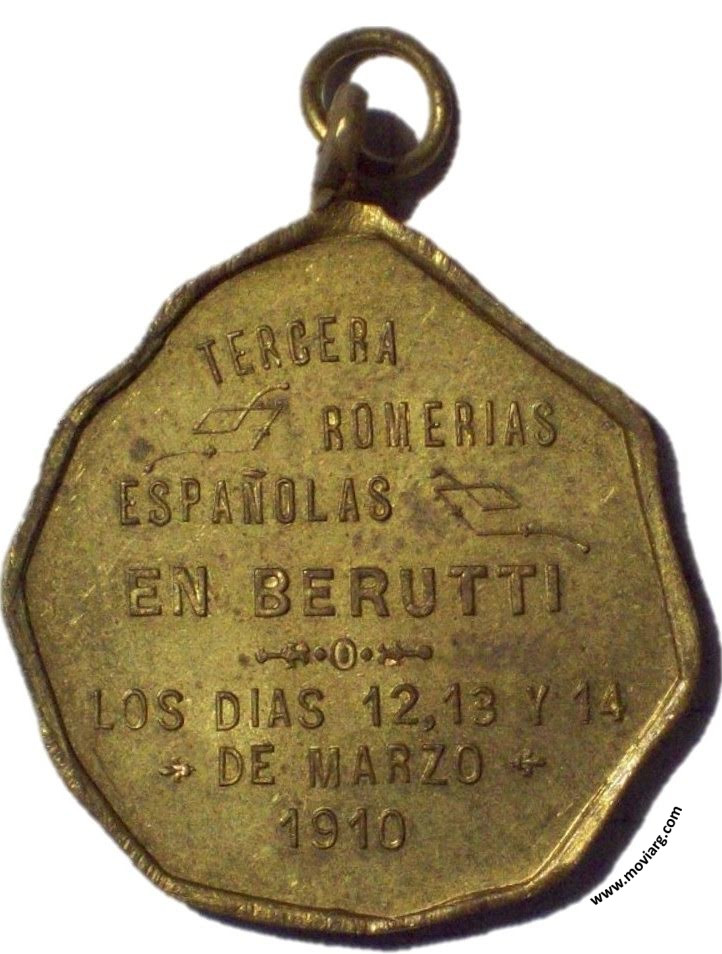 TERCERA
ROMERIAS
ESPAÑOLAS
EN BERUTTI
LOS DIAS 12, 13 Y 14
DE MARZO
1910
www.moviarg.com